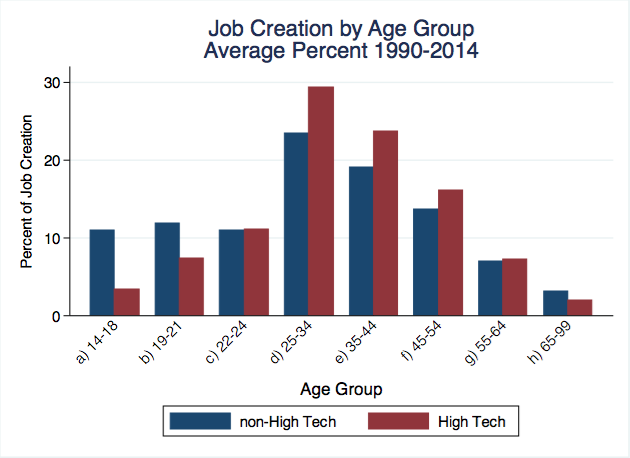 Job Creation by Age Group
Average Percent 1990-2014
Percent of Job Creation
30
20
10
0
a) 14-18
b) 19-21
c) 22-24
d) 25-34
e) 35-44
f) 45-54
g) 55-64
h) 65-99
Age Group
non-High Tech
High Tech